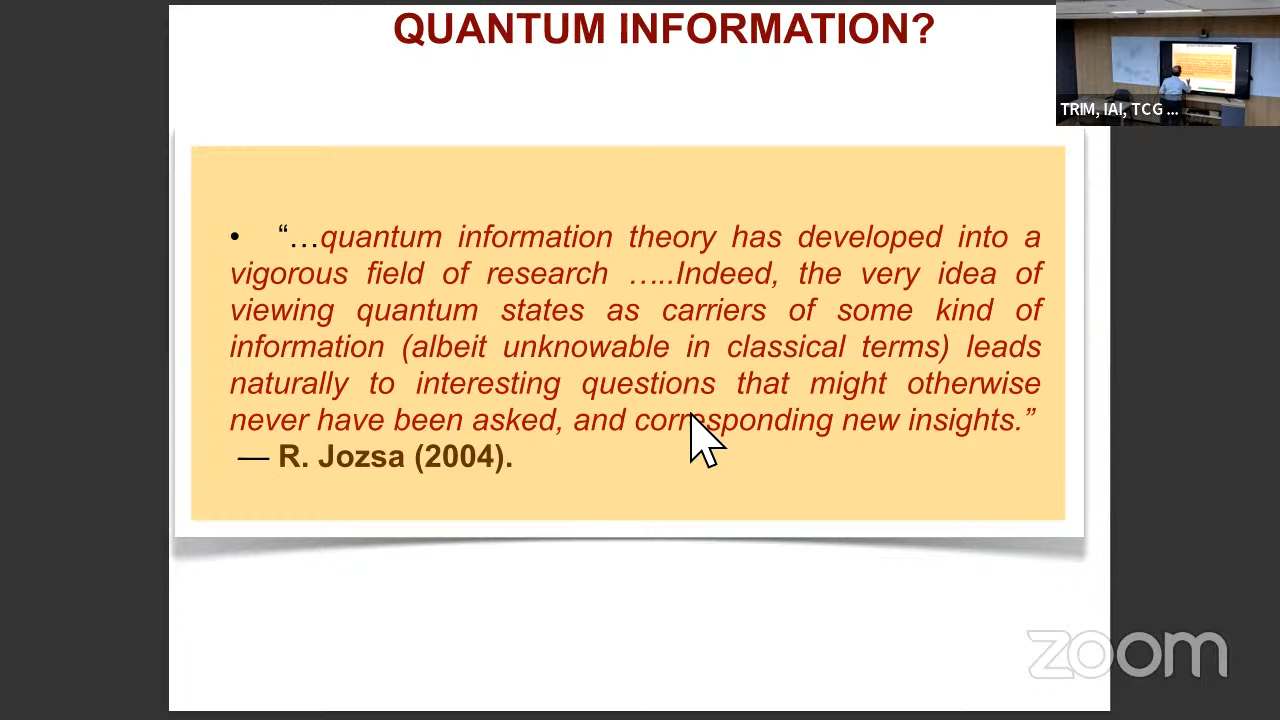 QUANTUM INFORMATION?
TRIM, IAI, TCG ...
• “…quantum information theory has developed into a
vigorous field of research …..Indeed, the very idea of
viewing quantum states as carriers of some kind of
information (albeit unknowable in classical terms) leads
naturally to interesting questions that might otherwise
never have been asked, and corresponding new insights.”
— R. Jozsa (2004).
zoom